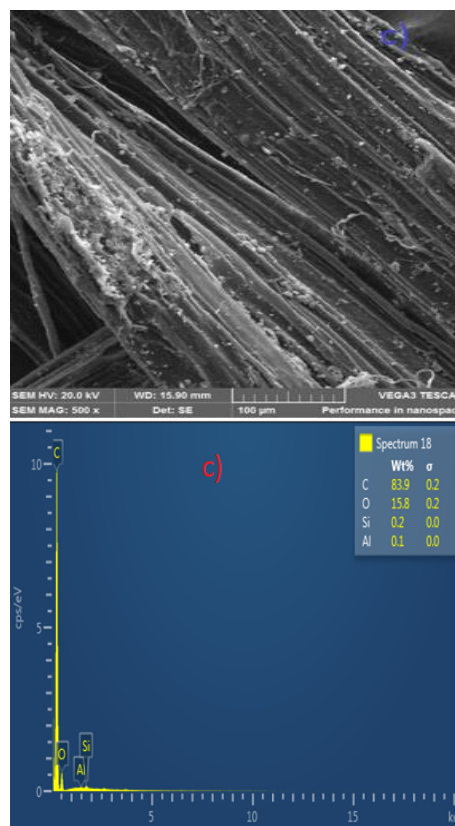 c)
SEM HV: 20.0 kV WD: 15.90 mm VEGA3 TESCA
SEM MAG: 500 x Det: SE 100 µm Performance in nanospac
c)
Spectrum 18
Wt% σ
C 83.9 0.2
O 15.8 0.2
Si 0.2 0.0
Al 0.1 0.0
C
10
cps/eV
5
O
Si
Al
0
5 10 15 k